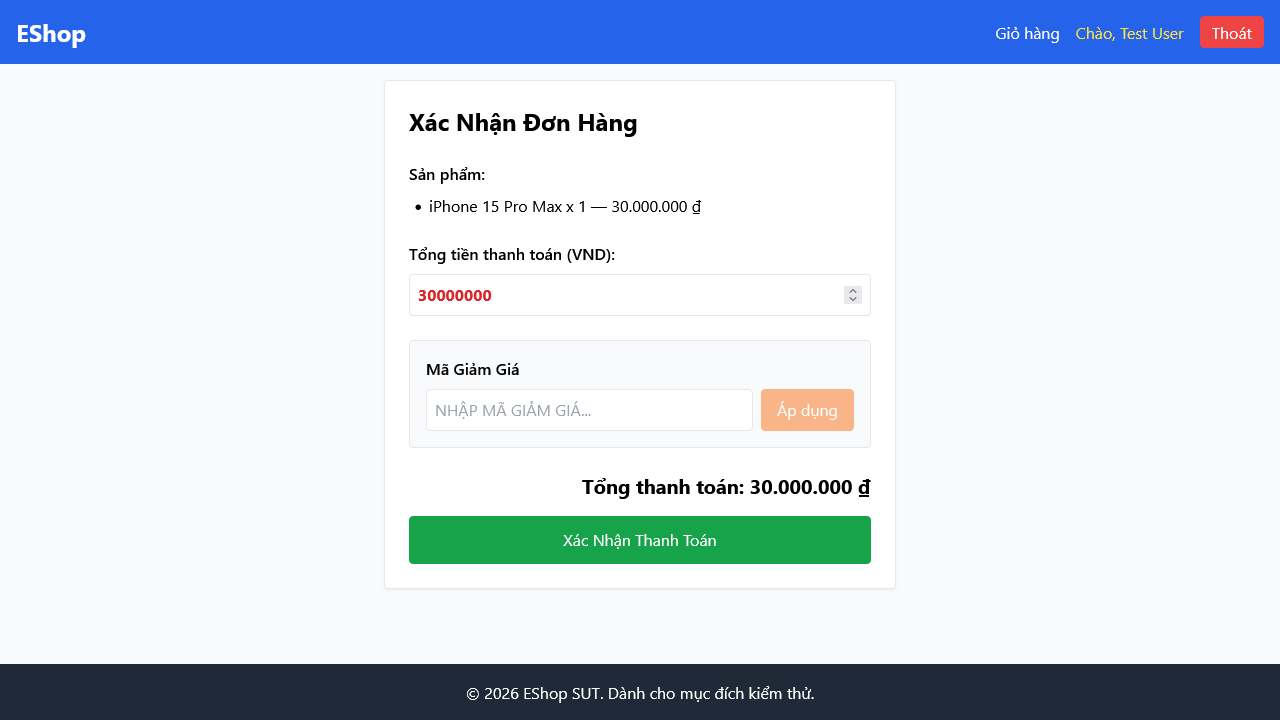 EShop
Giỏ hàng
Chào, Test User
Thoát
Xác Nhận Đơn Hàng
Sản phẩm:
• iPhone 15 Pro Max x 1 — 30.000.000 ₫
Tổng tiền thanh toán (VND):
30000000
Mã Giảm Giá
NHẬP MÃ GIẢM GIÁ...
Áp dụng
Tổng thanh toán: 30.000.000 ₫
Xác Nhận Thanh Toán
© 2026 EShop SUT. Dành cho mục đích kiểm thử.